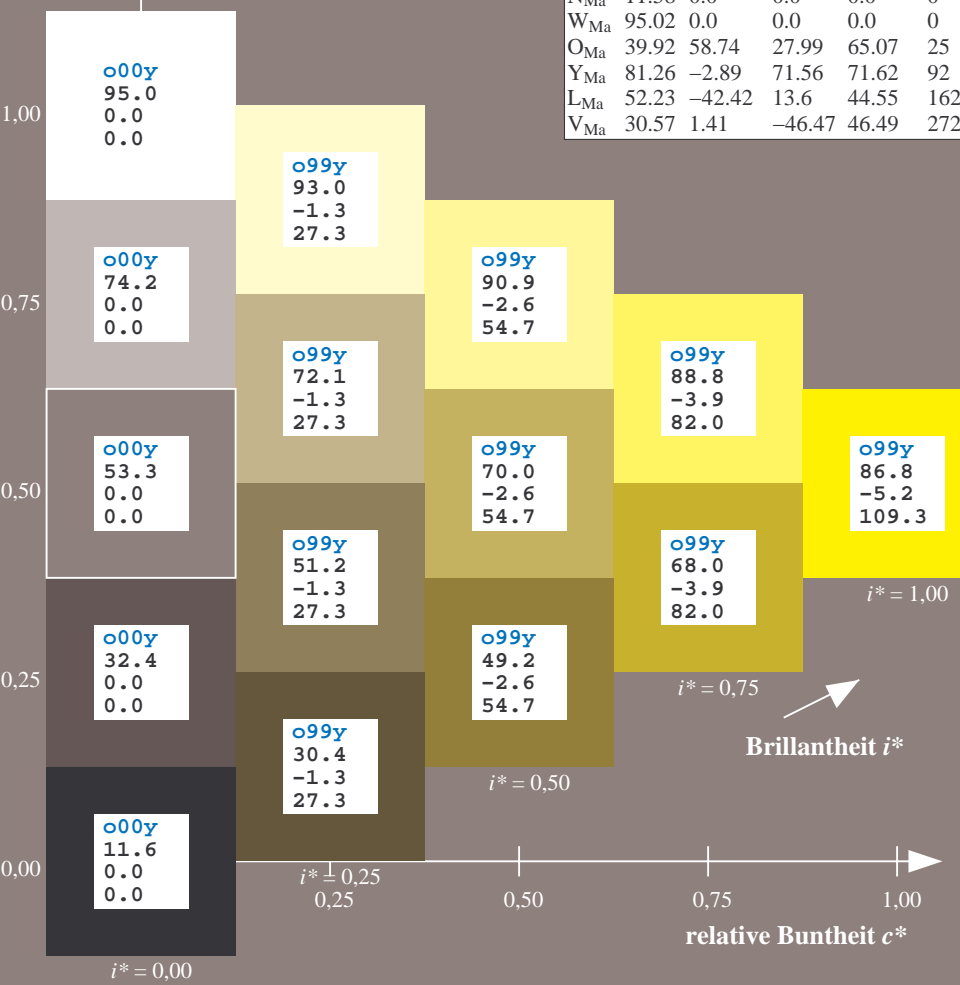 W_Ma 95.02 0.0 0.0 0.0 0
O_Ma 39.92 58.74 27.99 65.07 25
Y_Ma 81.26 −2.89 71.56 71.62 92
L_Ma 52.23 −42.42 13.6 44.55 162
V_Ma 30.57 1.41 −46.47 46.49 272
1,00
o00y
95.0
0.0
0.0
o99y
93.0
-1.3
27.3
0,75
o00y
74.2
0.0
0.0
o99y
90.9
-2.6
54.7
o99y
72.1
-1.3
27.3
o99y
88.8
-3.9
82.0
0,50
o00y
53.3
0.0
0.0
o99y
70.0
-2.6
54.7
o99y
86.8
-5.2
109.3
o99y
51.2
-1.3
27.3
o99y
68.0
-3.9
82.0
i* = 1,00
0,25
o00y
32.4
0.0
0.0
o99y
49.2
-2.6
54.7
i* = 0,75
o99y
30.4
-1.3
27.3
Brillantheit i*
i* = 0,50
0,00
o00y
11.6
0.0
0.0
i* = 0,25
0,25 0,50 0,75 1,00
relative Buntheit c*
i* = 0,00